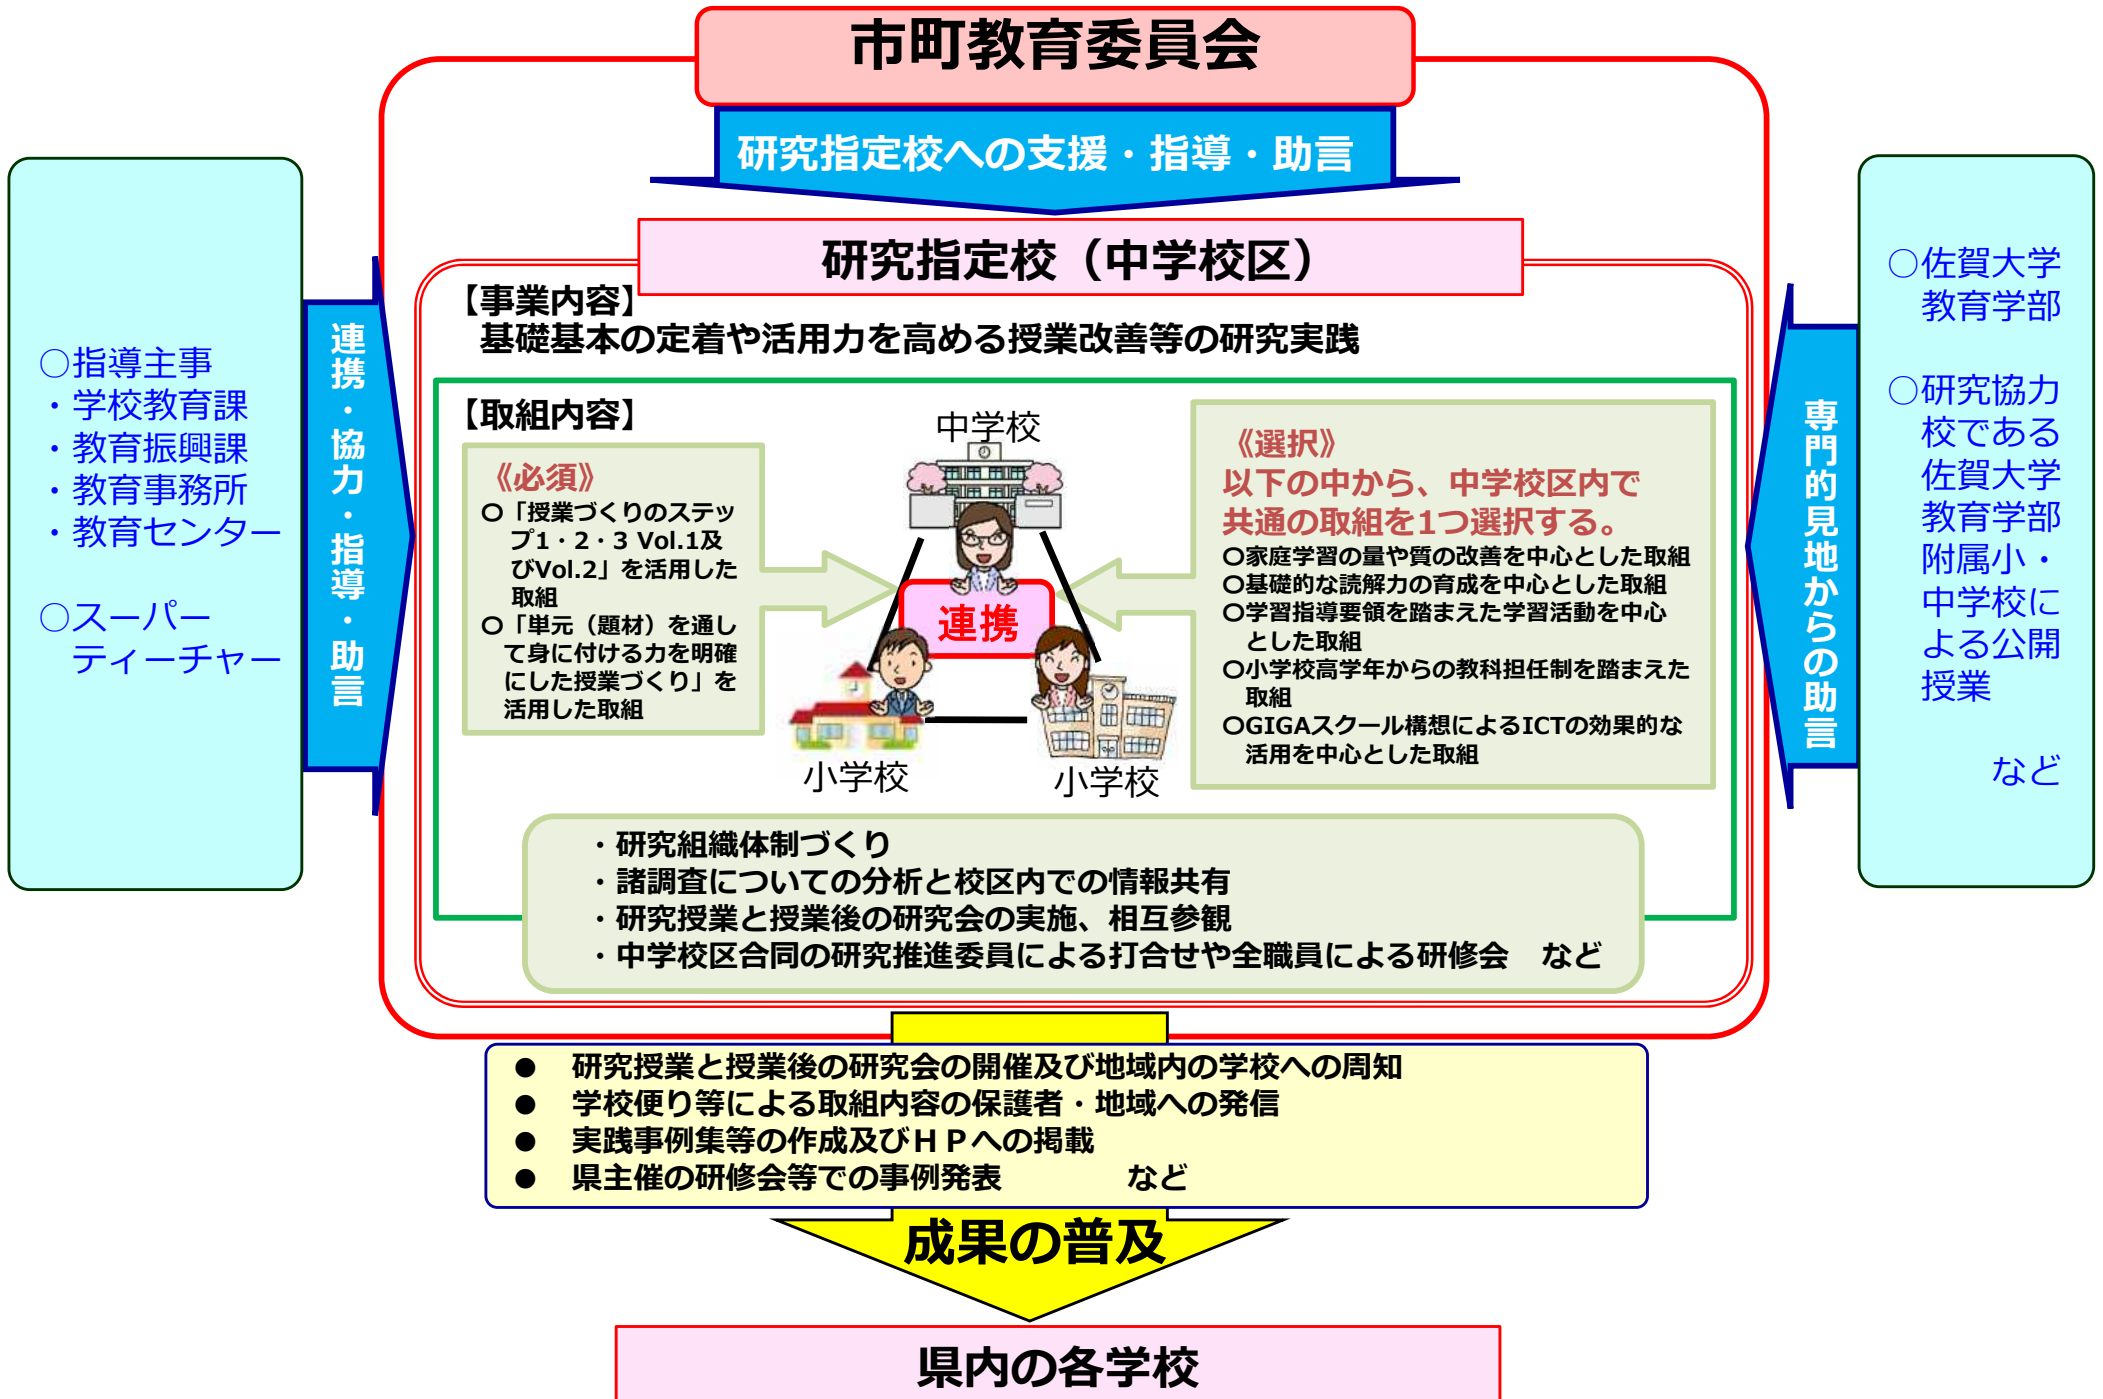 市町教育委員会
研究指定校への支援・指導・助言
研究指定校（中学校区）
【事業内容】
基礎基本の定着や活用力を高める授業改善等の研究実践
○指導主事
・学校教育課
・教育振興課
・教育事務所
・教育センター
○スーパー
ティーチャー
連携・協力・指導・助言
【取組内容】
《必須》
○「授業づくりのステッ
プ1・2・3 Vol.1及
びVol.2」を活用した
取組
○「単元（題材）を通し
て身に付ける力を明確
にした授業づくり」を
活用した取組
中学校
連携
小学校
小学校
《選択》
以下の中から、中学校区内で
共通の取組を1つ選択する。
○家庭学習の量や質の改善を中心とした取組
○基礎的な読解力の育成を中心とした取組
○学習指導要領を踏まえた学習活動を中心
とした取組
○小学校高学年からの教科担任制を踏まえた
取組
○GIGAスクール構想によるICTの効果的な
活用を中心とした取組
専門的見地からの助言
○佐賀大学
教育学部
○研究協力
校である
佐賀大学
教育学部
附属小・
中学校に
よる公開
授業
など
・研究組織体制づくり
・諸調査についての分析と校区内での情報共有
・研究授業と授業後の研究会の実施、相互参観
・中学校区合同の研究推進委員による打合せや全職員による研修会　など
●　研究授業と授業後の研究会の開催及び地域内の学校への周知
●　学校便り等による取組内容の保護者・地域への発信
●　実践事例集等の作成及びＨＰへの掲載
●　県主催の研修会等での事例発表　　　　など
成果の普及
県内の各学校